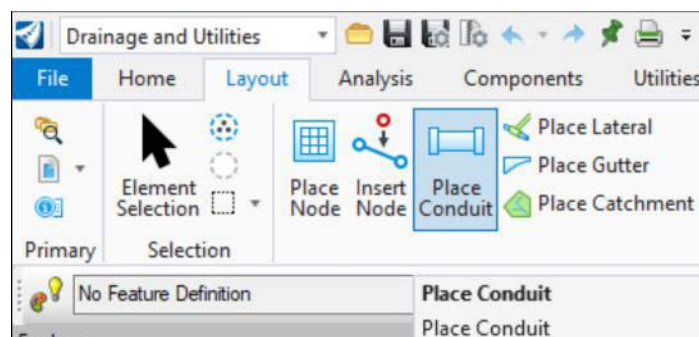 Drainage and Utilities
File Home Layout Analysis Components Utilities
Place Lateral
Place Gutter
Place Catchment
Element Selection
Place Node
Insert Node
Place Conduit
Primary Selection
No Feature Definition
Place Conduit
Place Conduit